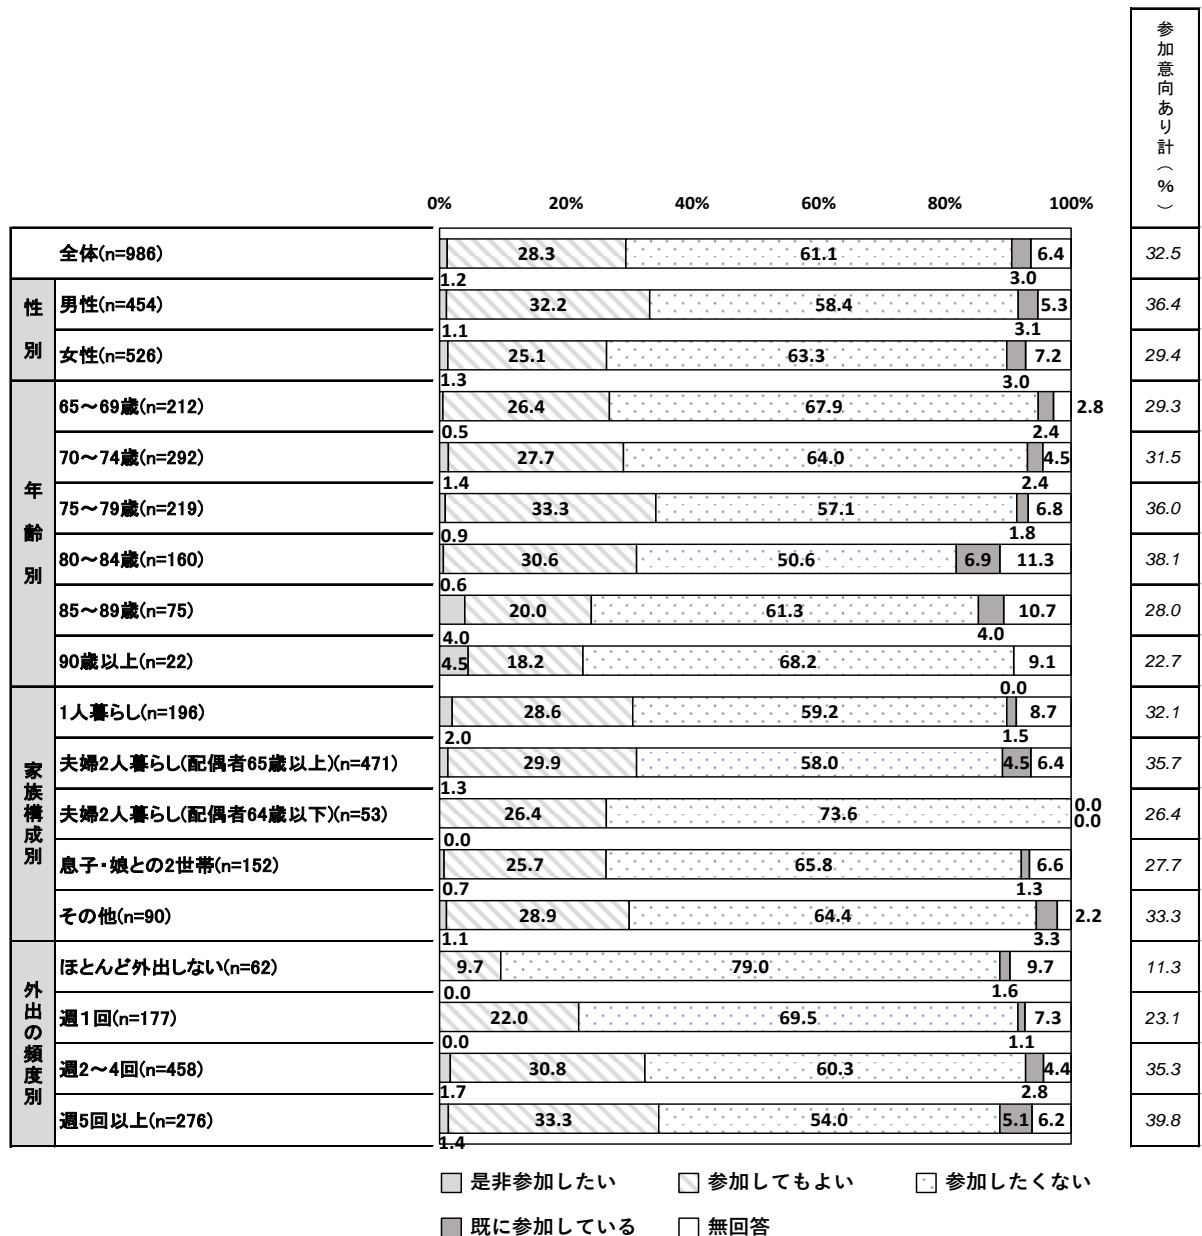 参加意向あり計(%)
0% 20% 40% 60% 80% 100%
全体(n=986) 28.3 61.1 6.4 32.5
1.2 3.0
性別
男性(n=454) 32.2 58.4 5.3 36.4
1.1 3.1
女性(n=526) 25.1 63.3 7.2 29.4
1.3 3.0
年齢別
65～69歳(n=212) 26.4 67.9 2.8 29.3
0.5 2.4
70～74歳(n=292) 27.7 64.0 4.5 31.5
1.4 2.4
75～79歳(n=219) 33.3 57.1 6.8 36.0
0.9 1.8
80～84歳(n=160) 30.6 50.6 6.9 11.3 38.1
0.6
85～89歳(n=75) 20.0 61.3 10.7 28.0
4.0 4.0
90歳以上(n=22) 4.5 18.2 68.2 9.1 22.7
0.0
家族構成別
1人暮らし(n=196) 28.6 59.2 8.7 32.1
2.0 1.5
夫婦2人暮らし(配偶者65歳以上)(n=471) 29.9 58.0 4.5 6.4 35.7
1.3
夫婦2人暮らし(配偶者64歳以下)(n=53) 26.4 73.6 0.0 26.4
0.0
0.0
息子・娘との2世帯(n=152) 25.7 65.8 6.6 27.7
0.7 1.3
その他(n=90) 28.9 64.4 2.2 33.3
1.1 3.3
外出の頻度別
ほとんど外出しない(n=62) 9.7 79.0 9.7 11.3
0.0 1.6
週1回(n=177) 22.0 69.5 7.3 23.1
0.0 1.1
週2～4回(n=458) 30.8 60.3 4.4 35.3
1.7 2.8
週5回以上(n=276) 33.3 54.0 5.1 6.2 39.8
1.4
是非参加したい 参加してもよい 参加したくない
既に参加している 無回答